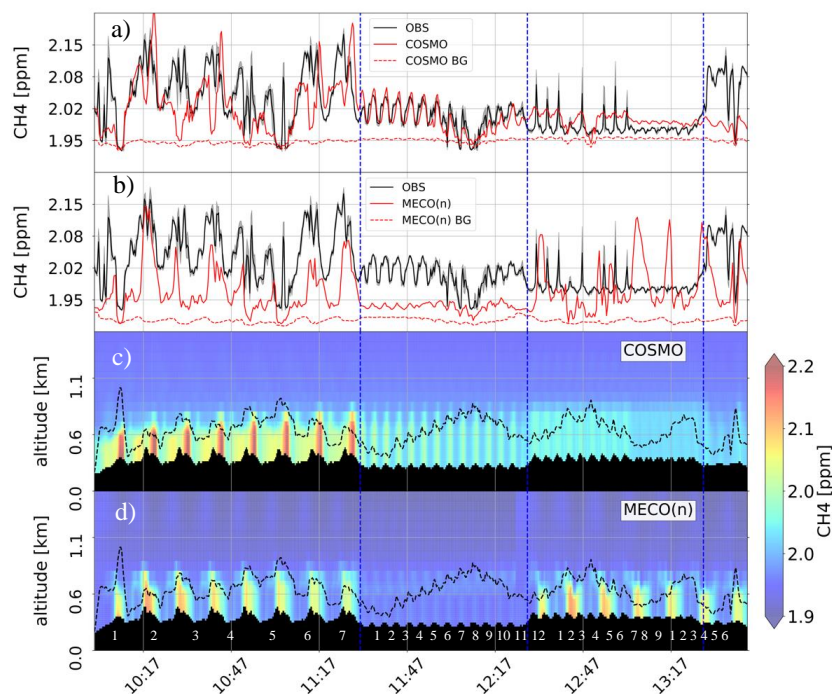 a)
OBS
COSMO
COSMO BG
CH4 [ppm]
2.15
2.08
2.02
1.95
b)
OBS
MECO(n)
MECO(n) BG
CH4 [ppm]
2.15
2.08
2.02
1.95
c)
COSMO
altitude [km]
1.1
0.6
0.0
d)
MECO(n)
altitude [km]
1.1
0.6
0.0
1 2 3 4 5 6 7 1 2 3 4 5 6 7 8 9 10 11 12 1 2 3 4 5 6 7 8 9 1 2 3 4 5 6
10:17 10:47 11:17 11:47 12:17 12:47 13:17
2.2
2.1
2.0
2.0
1.9
CH4 [ppm]